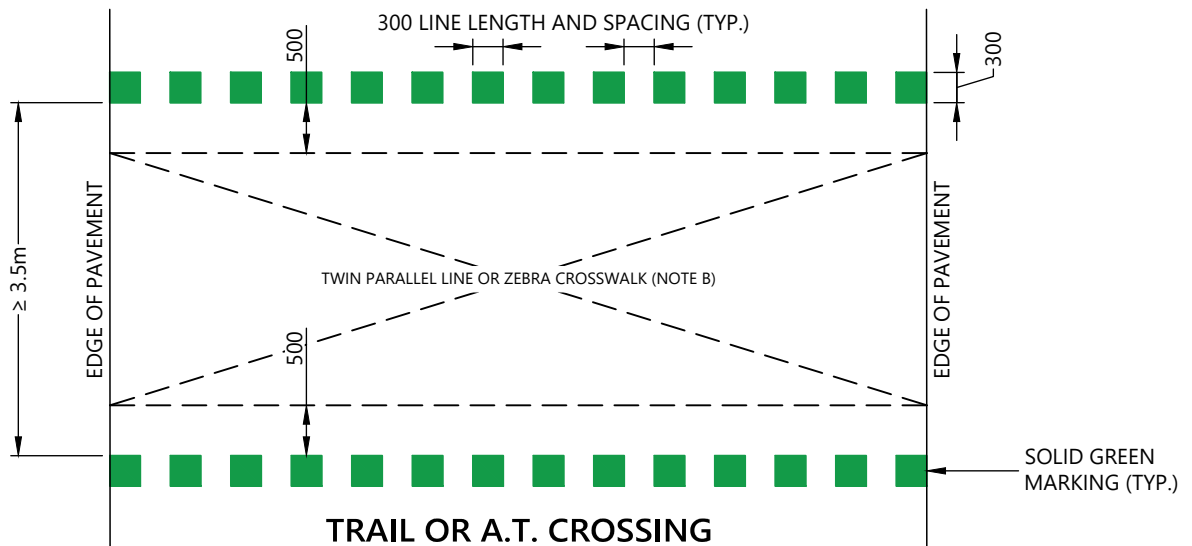 300 LINE LENGTH AND SPACING (TYP.)
500
300
≥ 3.5m
EDGE OF PAVEMENT
EDGE OF PAVEMENT
TWIN PARALLEL LINE OR ZEBRA CROSSWALK (NOTE B)
500
SOLID GREEN
MARKING (TYP.)
TRAIL OR A.T. CROSSING